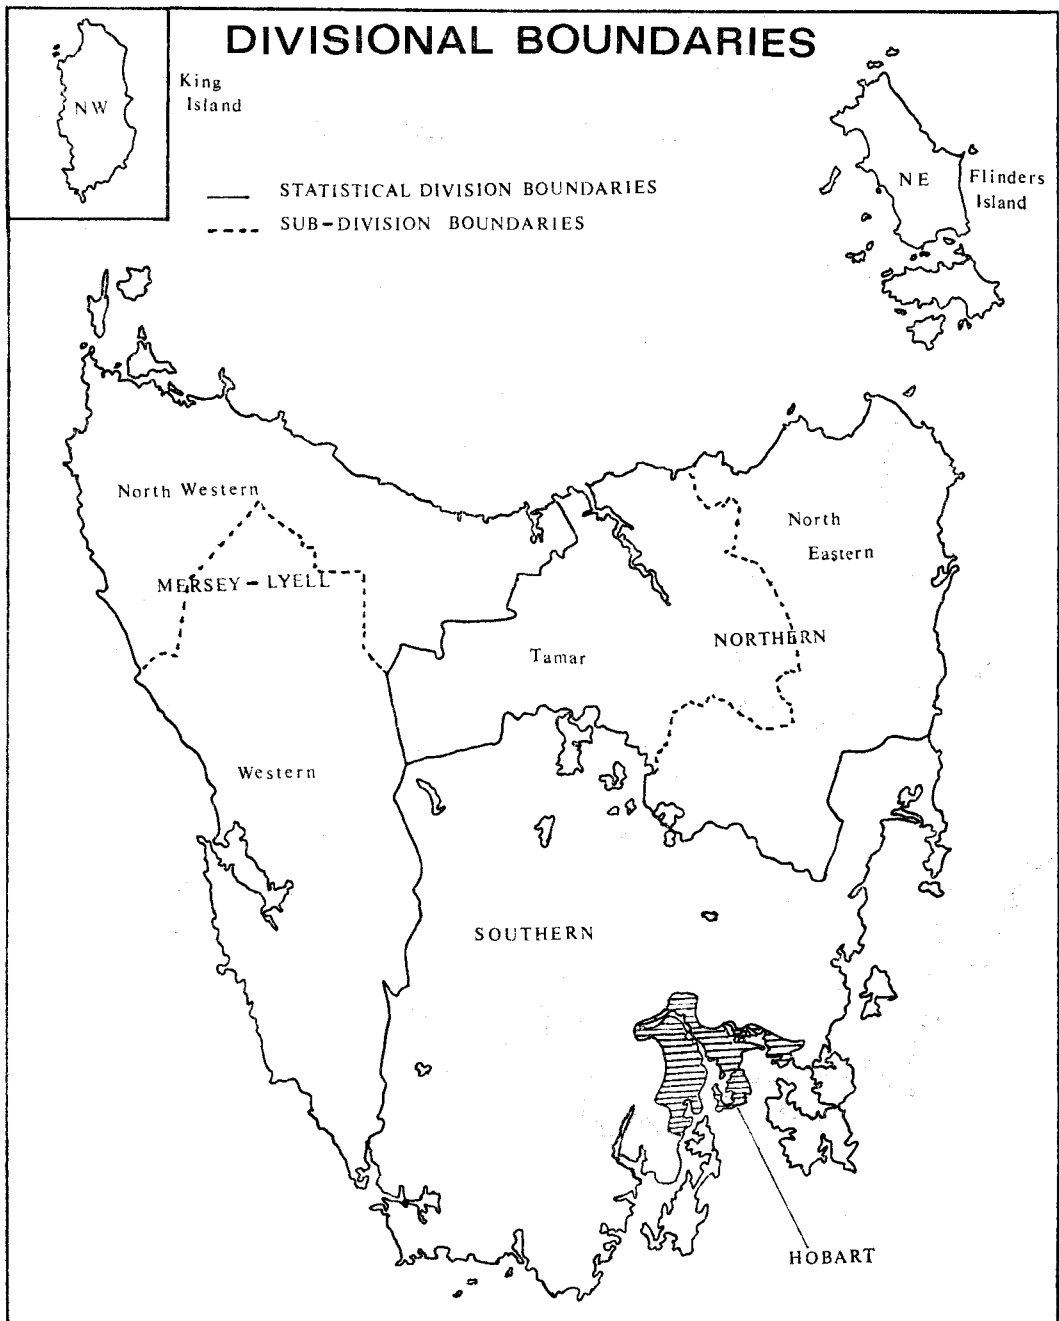 DIVISIONAL BOUNDARIES
King
Island
NW
NE
Flinders
Island
STATISTICAL DIVISION BOUNDARIES
SUB-DIVISION BOUNDARIES
North Western
North
Eastern
MERSEY-LYELL
NORTHERN
Tamar
Western
SOUTHERN
HOBART